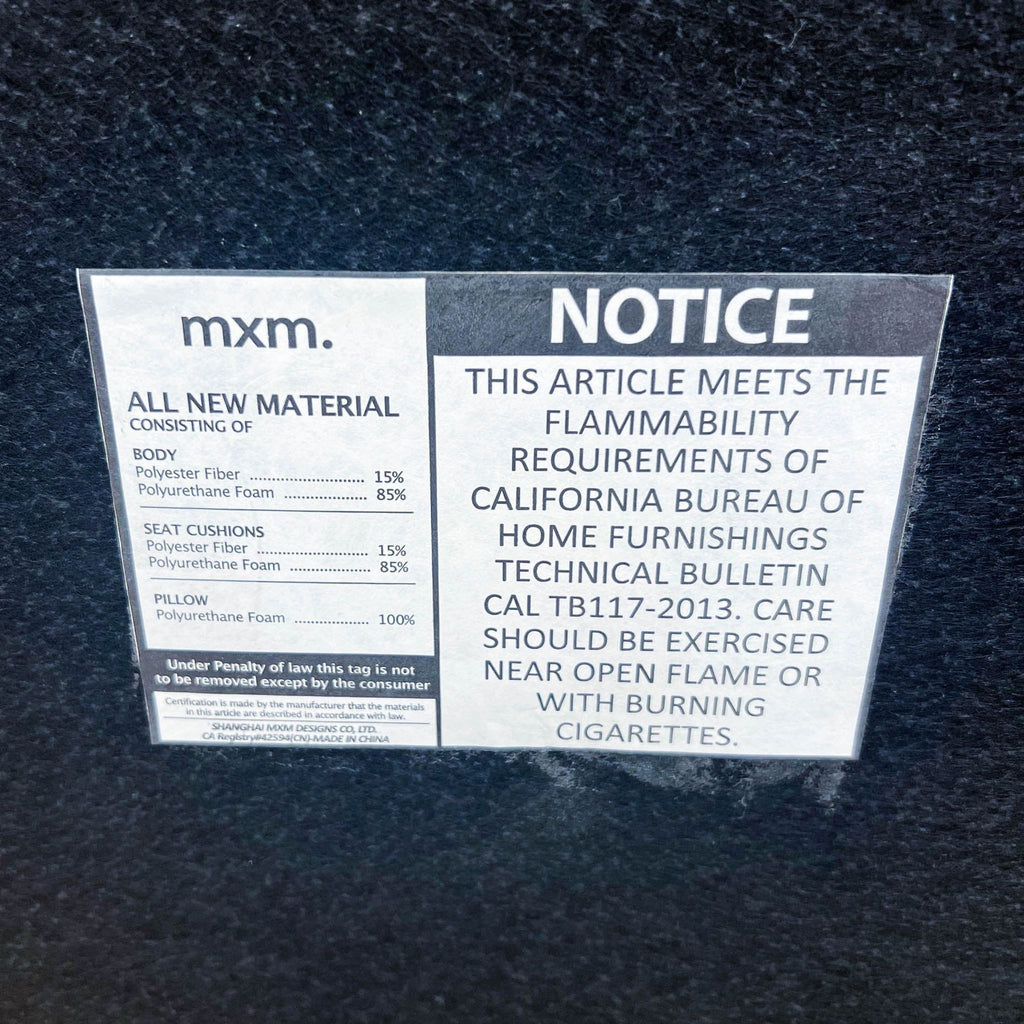 mxm.
ALL NEW MATERIAL
CONSISTING OF
BODY
Polyester Fiber ............................ 15%
Polyurethane Foam .................... 85%
SEAT CUSHIONS
Polyester Fiber ............................ 15%
Polyurethane Foam .................... 85%
PILLOW
Polyurethane Foam .................. 100%
Under Penalty of law this tag is not
to be removed except by the consumer
Certification is made by the manufacturer that the materials
in this article are described in accordance with law.
SHANGHAI MXM DESIGNS CO, LTD.
CA Registry#42594(CN)-MADE IN CHINA
NOTICE
THIS ARTICLE MEETS THE
FLAMMABILITY
REQUIREMENTS OF
CALIFORNIA BUREAU OF
HOME FURNISHINGS
TECHNICAL BULLETIN
CAL TB117-2013. CARE
SHOULD BE EXERCISED
NEAR OPEN FLAME OR
WITH BURNING
CIGARETTES.